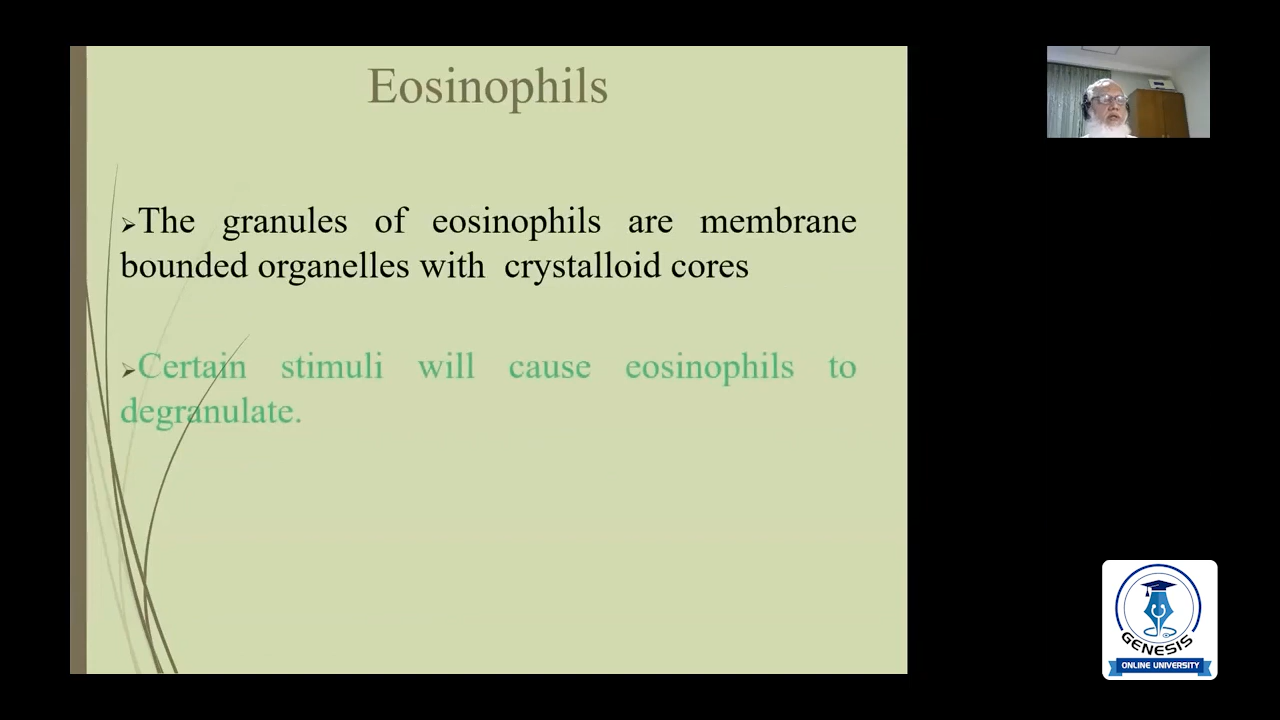 Eosinophils
➢The granules of eosinophils are membrane
bounded organelles with crystalloid cores
➢Certain stimuli will cause eosinophils to
degranulate.
GENESIS
ONLINE UNIVERSITY